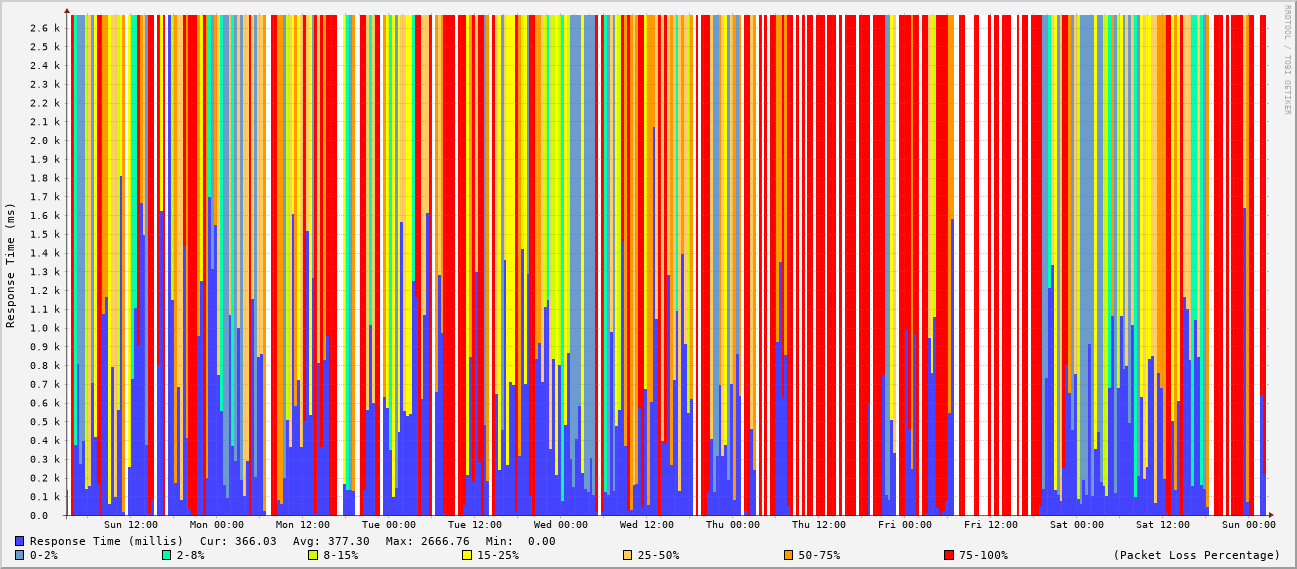 RRDTOOL / TOBI OETIKER
Response Time (ms)
2.6 k
2.5 k
2.4 k
2.3 k
2.2 k
2.1 k
2.0 k
1.9 k
1.8 k
1.7 k
1.6 k
1.5 k
1.4 k
1.3 k
1.2 k
1.1 k
1.0 k
0.9 k
0.8 k
0.7 k
0.6 k
0.5 k
0.4 k
0.3 k
0.2 k
0.1 k
0.0
Sun 12:00 Mon 00:00 Mon 12:00 Tue 00:00 Tue 12:00 Wed 00:00 Wed 12:00 Thu 00:00 Thu 12:00 Fri 00:00 Fri 12:00 Sat 00:00 Sat 12:00 Sun 00:00
Response Time (millis) Cur: 366.03 Avg: 377.30 Max: 2666.76 Min: 0.00
0-2% 2-8% 8-15% 15-25% 25-50% 50-75% 75-100% (Packet Loss Percentage)